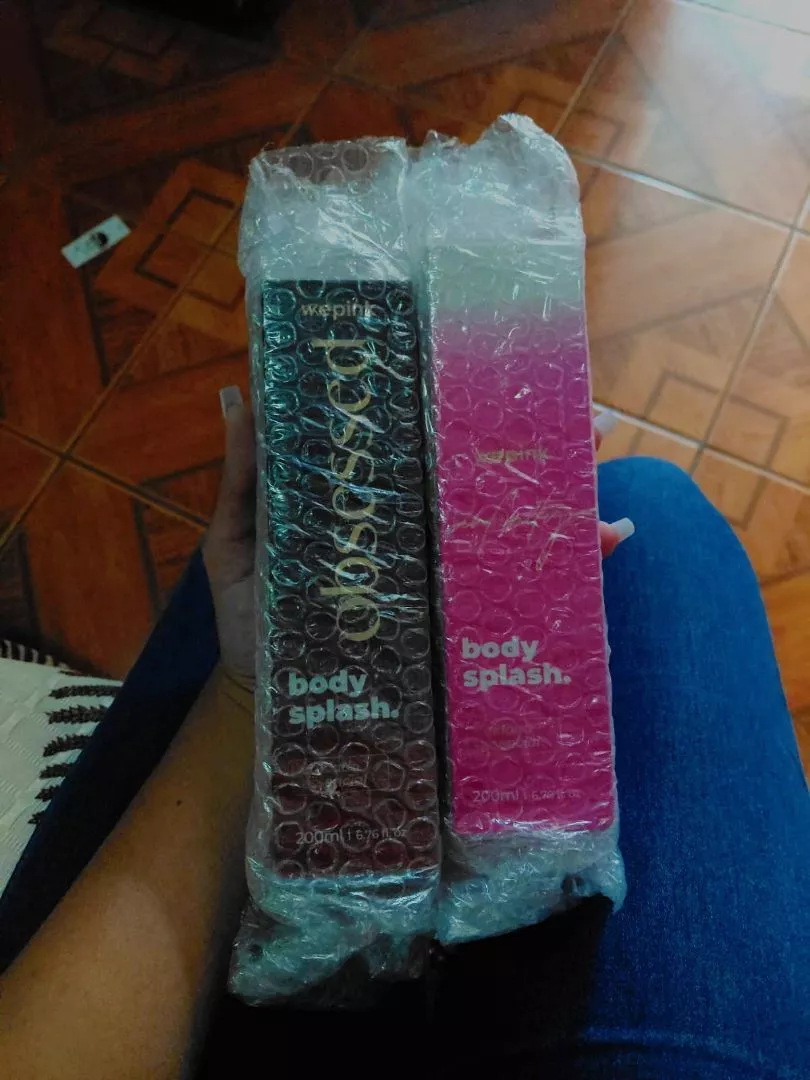 wepink
obsessed
body
splash.
200ml | 6.76 fl. oz
wepink
body
splash.
200ml | 6.76 fl. oz